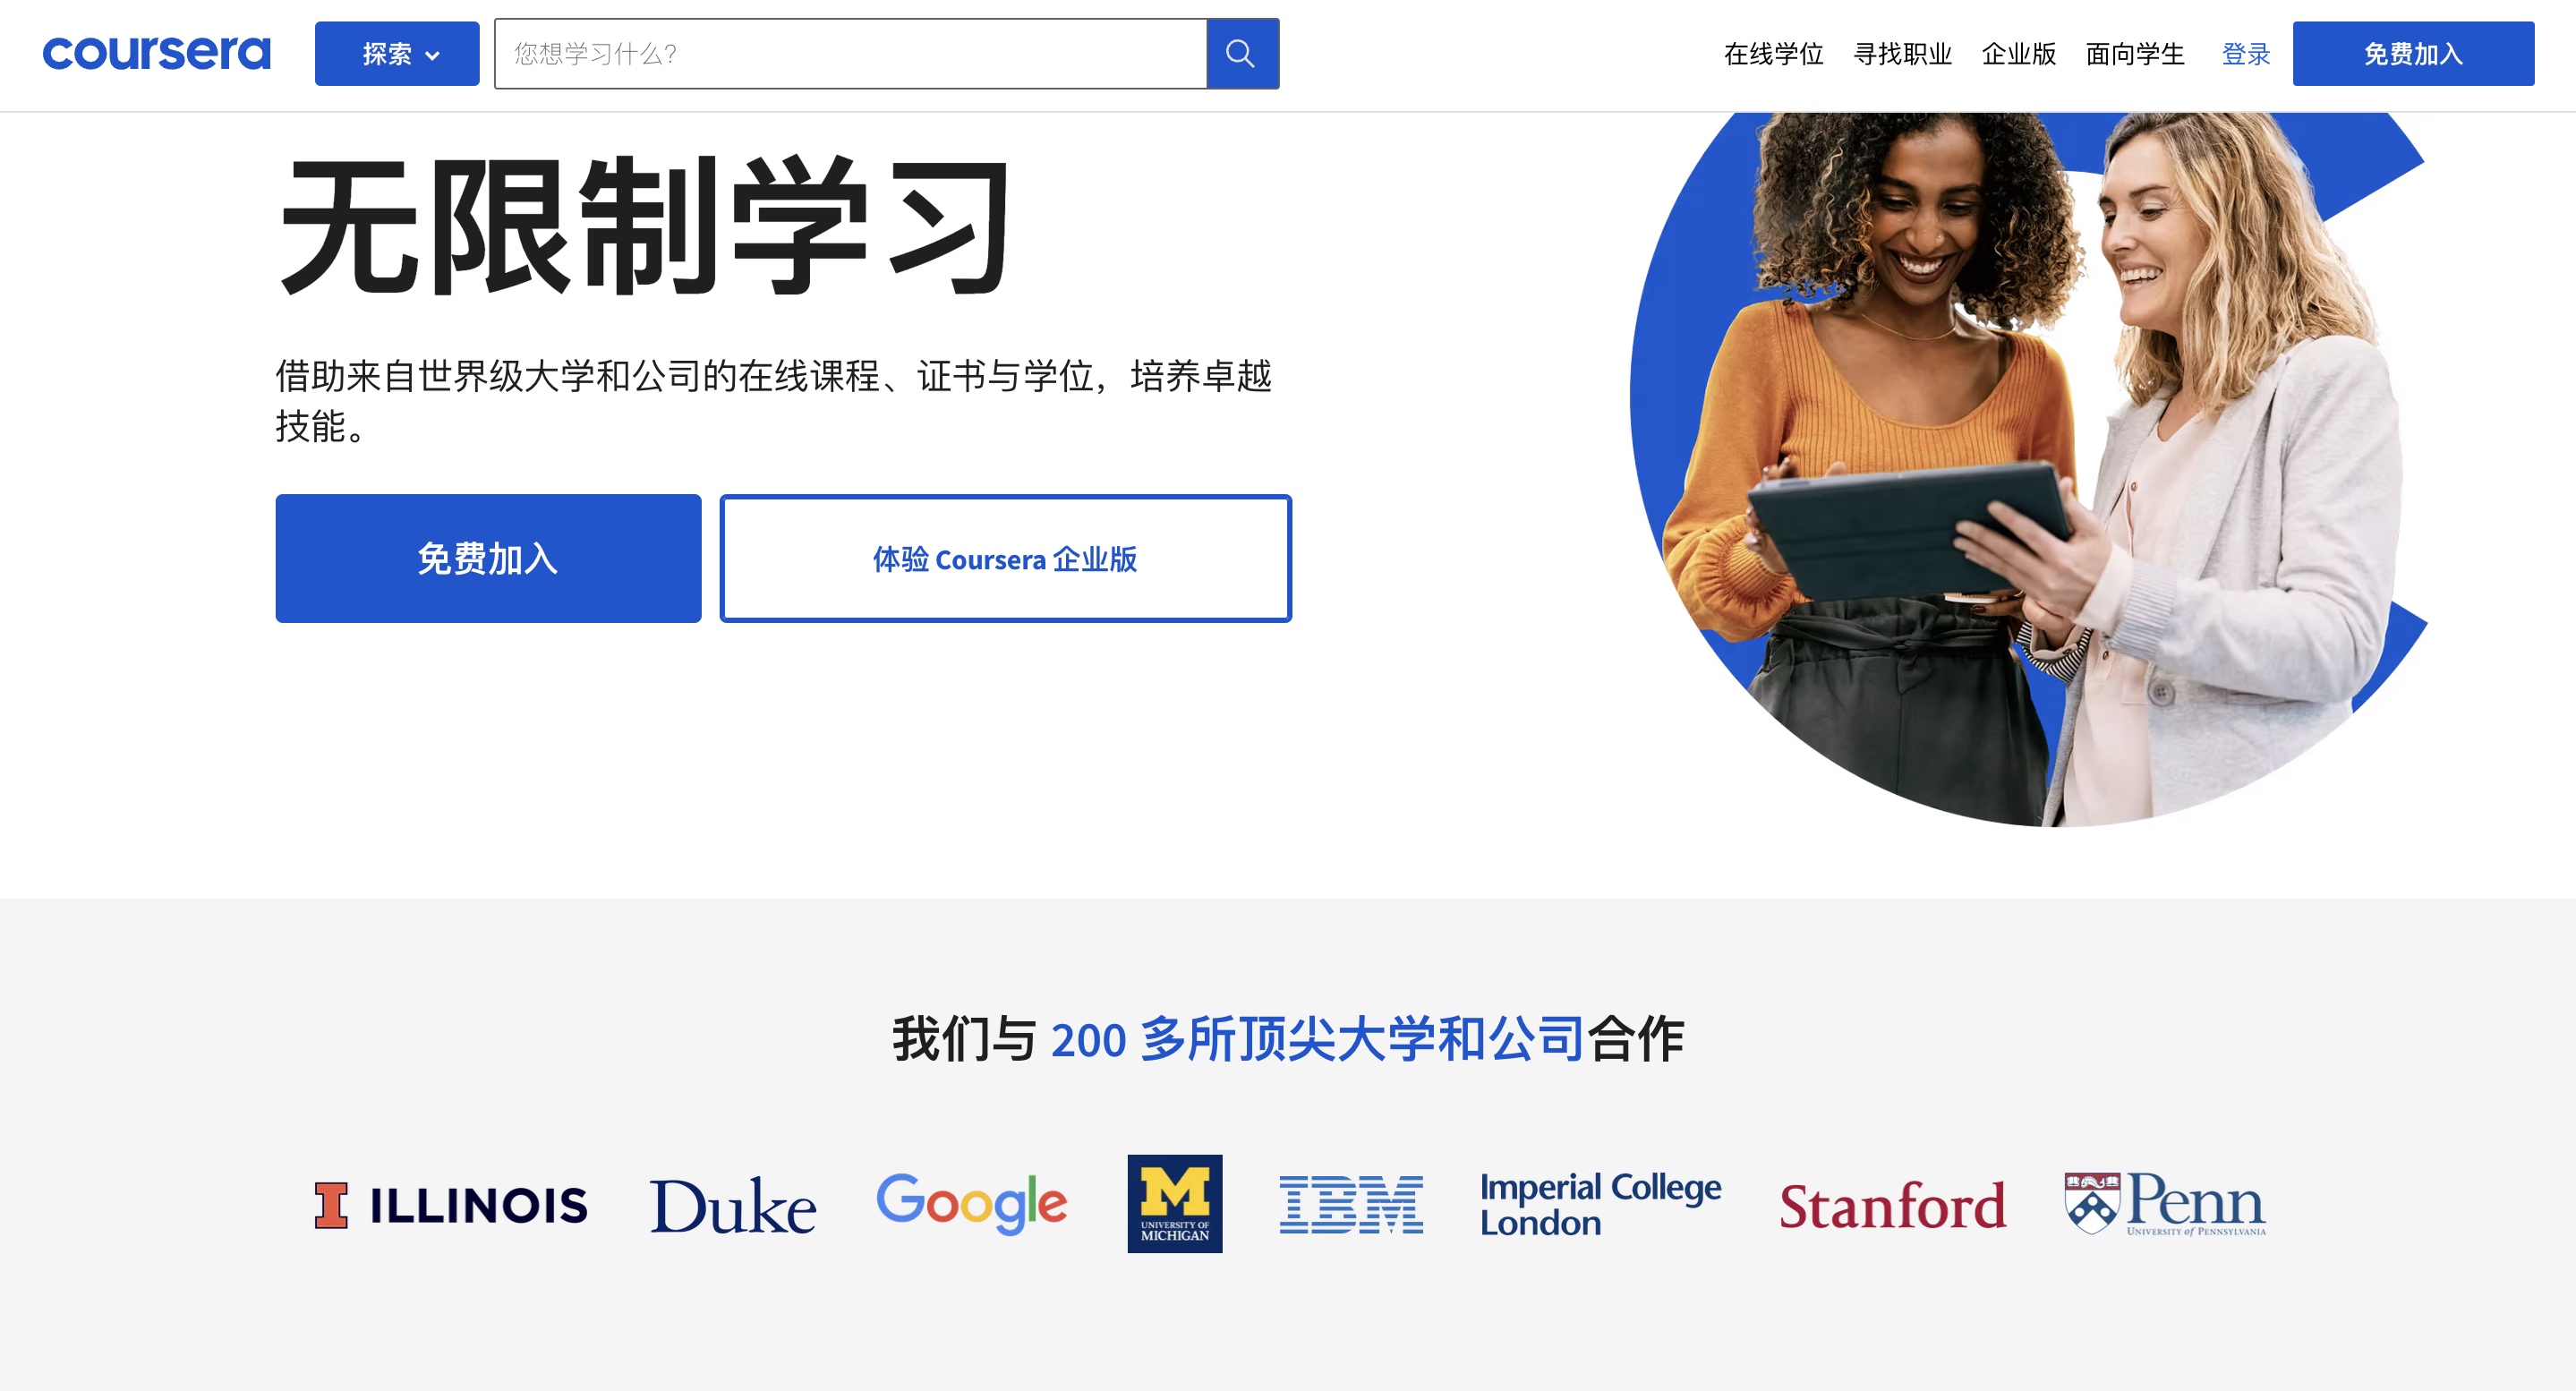 coursera
探索
您想学习什么?
在线学位
寻找职业
企业版
面向学生
登录
免费加入
无限制学习
借助来自世界级大学和公司的在线课程、证书与学位，培养卓越
技能。
免费加入
体验 Coursera 企业版
我们与 200 多所顶尖大学和公司合作
I ILLINOIS
Duke
Google
M
UNIVERSITY OF
MICHIGAN
IBM
Imperial College
London
Stanford
Penn
UNIVERSITY of PENNSYLVANIA